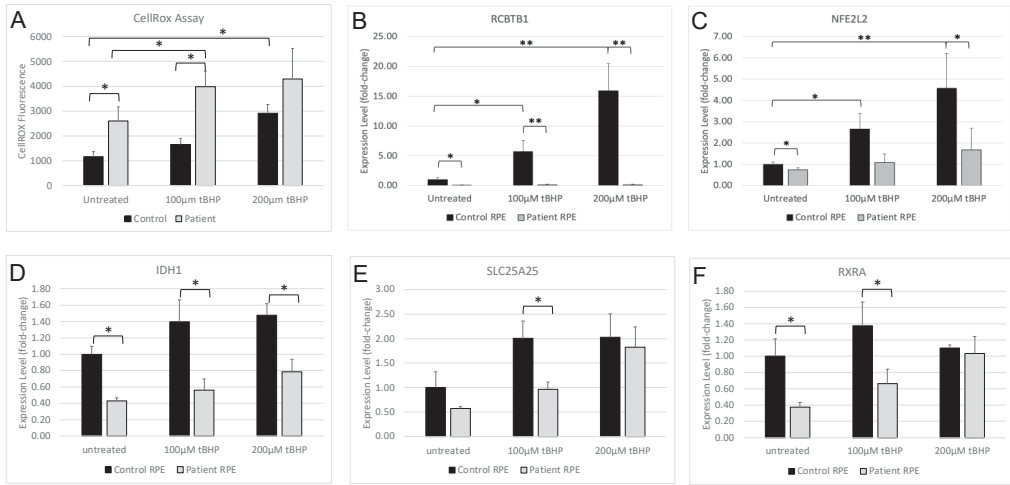 A
CellRox Assay
CellROX Fluorescence
6000
5000
4000
3000
2000
1000
0
* * * *
Untreated 100μm tBHP 200μm tBHP
Control Patient
B
RCBTB1
Expression Level (fold-change)
25.00
20.00
15.00
10.00
5.00
0.00
** ** * ** *
Untreated 100μM tBHP 200μM tBHP
Control RPE Patient RPE
C
NFE2L2
Expression Level (fold-change)
7.00
6.00
5.00
4.00
3.00
2.00
1.00
0.00
** * * *
Untreated 100μM tBHP 200μM tBHP
Control RPE Patient RPE
D
IDH1
Expression Level (fold-change)
1.80
1.60
1.40
1.20
1.00
0.80
0.60
0.40
0.20
0.00
* * *
untreated 100μM tBHP 200μM tBHP
Control RPE Patient RPE
E
SLC25A25
Expression Level (fold-change)
3.00
2.50
2.00
1.50
1.00
0.50
0.00
*
untreated 100μM tBHP 200μM tBHP
Control RPE Patient RPE
F
RXRA
Expression Level (fold-change)
1.80
1.60
1.40
1.20
1.00
0.80
0.60
0.40
0.20
0.00
* *
untreated 100μM tBHP 200μM tBHP
Control RPE Patient RPE